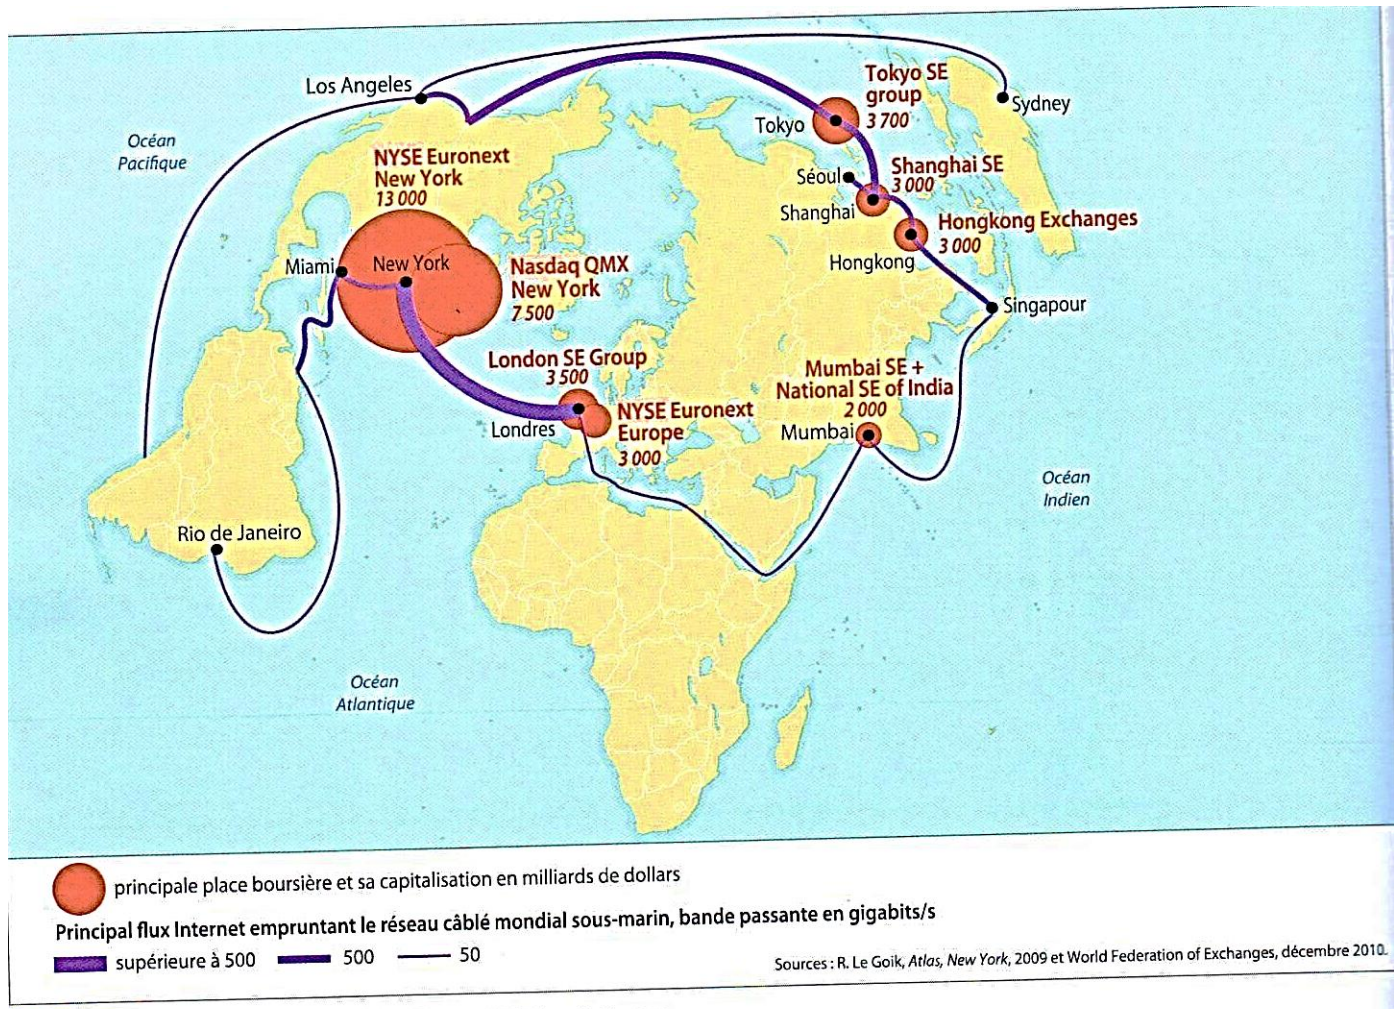 Los Angeles
Océan
Pacifique
Tokyo SE
group
3 700
Tokyo
Sydney
NYSE Euronext
New York
13 000
Séoul
Shanghai SE
3 000
Shanghai
Hongkong Exchanges
3 000
Hongkong
Miami
New York
Nasdaq QMX
New York
7 500
Singapour
London SE Group
3 500
Londres
NYSE Euronext
Europe
3 000
Mumbai SE +
National SE of India
2 000
Mumbai
Océan
Indien
Rio de Janeiro
Océan
Atlantique
principale place boursière et sa capitalisation en milliards de dollars
Principal flux Internet empruntant le réseau câblé mondial sous-marin, bande passante en gigabits/s
supérieure à 500 500 50
Sources : R. Le Goik, Atlas, New York, 2009 et World Federation of Exchanges, décembre 2010.